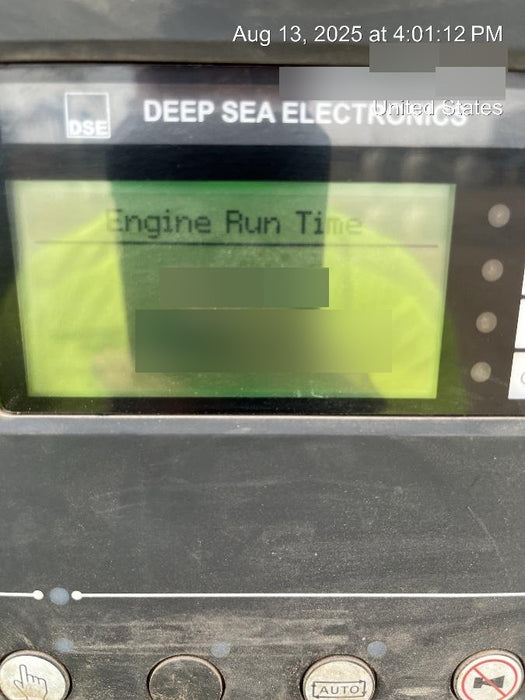 Aug 13, 2025 at 4:01:12 PM
United States
DSE
DEEP SEA ELECTRONICS
Engine Run Time
AUTO